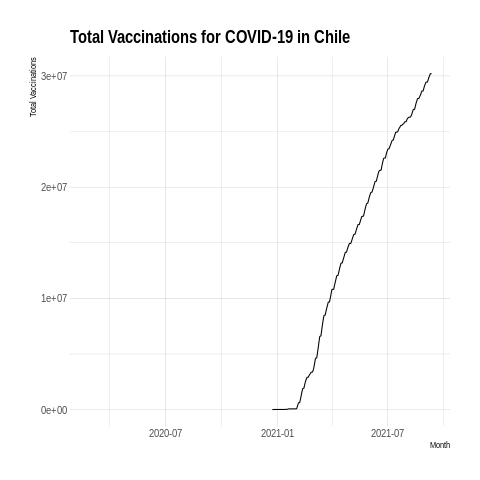 Total Vaccinations for COVID-19 in Chile
Total Vaccinations
3e+07
2e+07
1e+07
0e+00
2020-07 2021-01 2021-07
Month